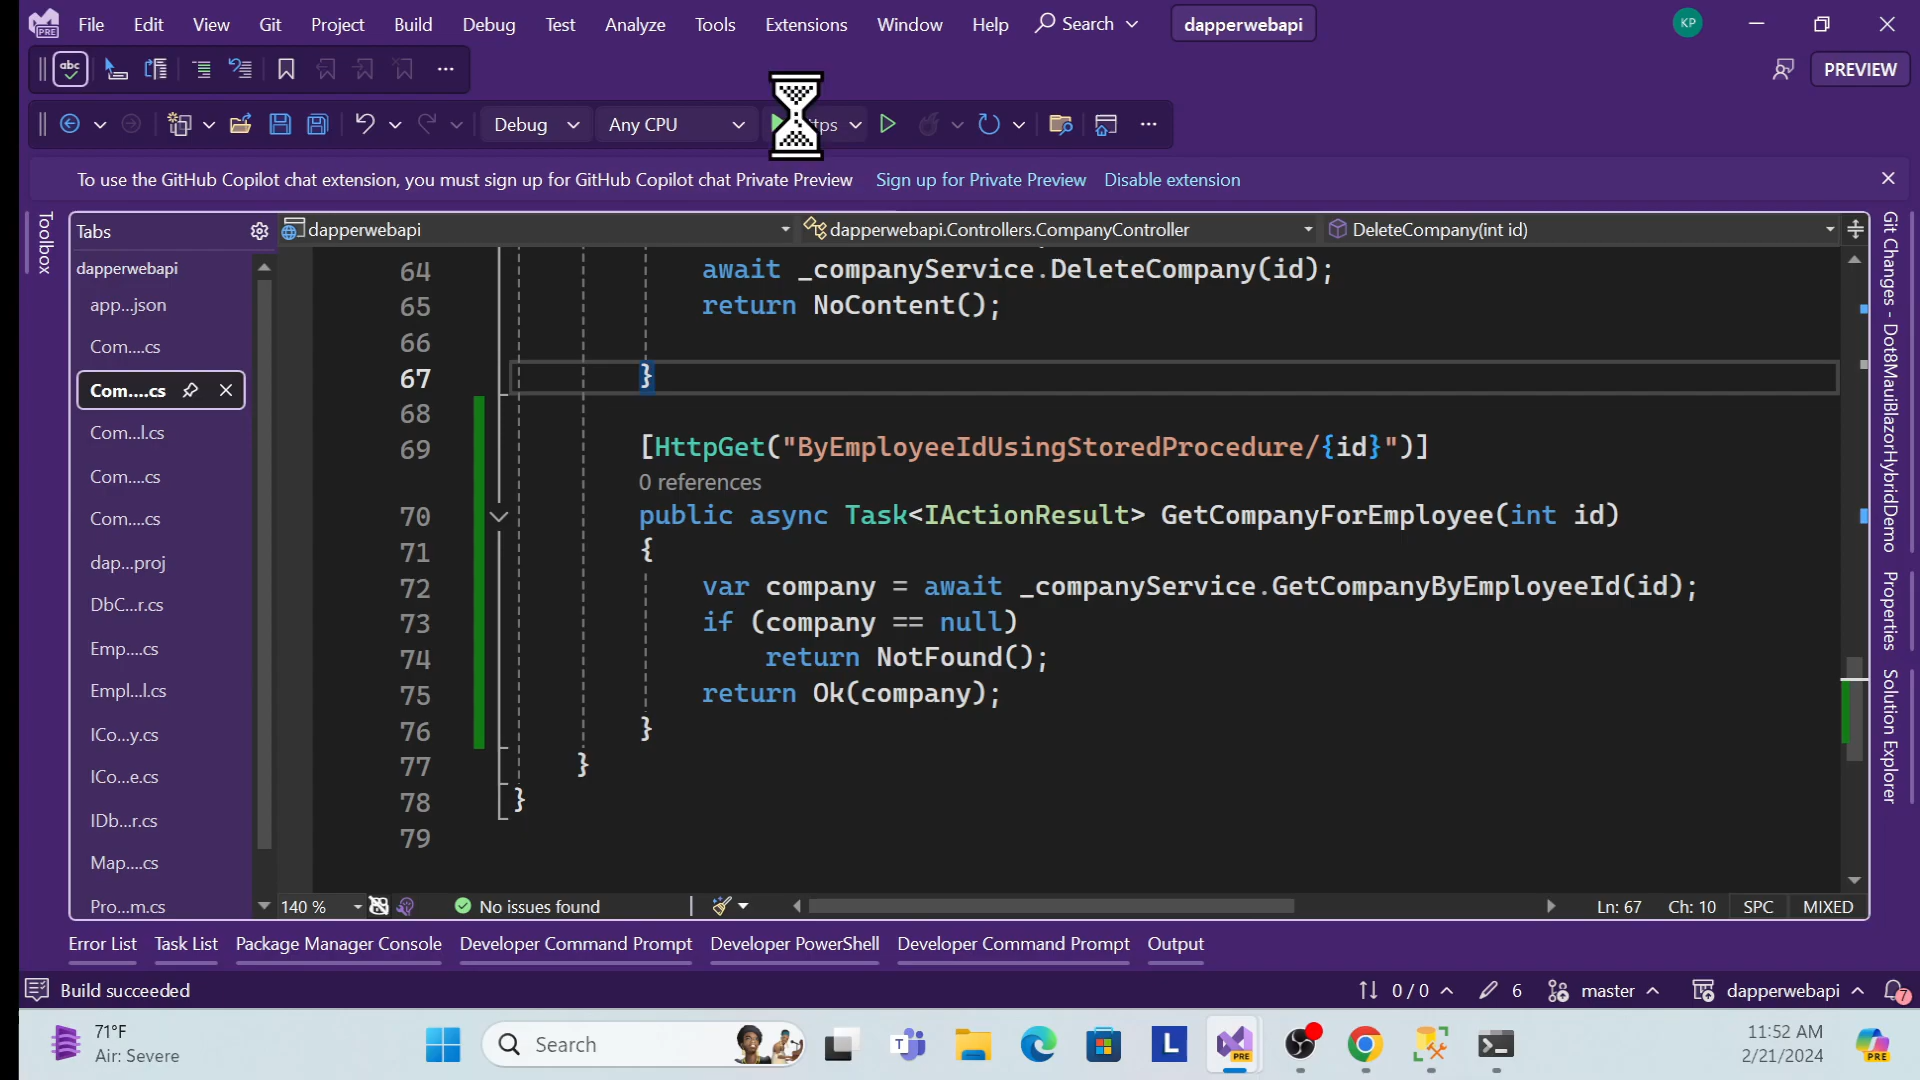 File Edit View Git Project Build Debug Test Analyze Tools Extensions Window Help Search dapperwebapi KP
abc PREVIEW
Debug Any CPU
To use the GitHub Copilot chat extension, you must sign up for GitHub Copilot chat Private Preview Sign up for Private Preview Disable extension
Toolbox
Tabs
dapperwebapi
app...json
Com....cs
Com....cs
Com...l.cs
Com....cs
Com....cs
dap...proj
DbC...r.cs
Emp....cs
Empl...l.cs
ICo...y.cs
ICo...e.cs
IDb...r.cs
Map....cs
Pro...m.cs
dapperwebapi dapperwebapi.Controllers.CompanyController DeleteCompany(int id)
64 await _companyService.DeleteCompany(id);
65 return NoContent();
66
67 }
68
69 [HttpGet("ByEmployeeIdUsingStoredProcedure/{id}")]
0 references
70 public async Task<IActionResult> GetCompanyForEmployee(int id)
71 {
72 var company = await _companyService.GetCompanyByEmployeeId(id);
73 if (company == null)
74 return NotFound();
75 return Ok(company);
76 }
77 }
78 }
79
Git Changes - Dot8MauiBlazorHybridDemo
Properties
Solution Explorer
140 % No issues found Ln: 67 Ch: 10 SPC MIXED
Error List Task List Package Manager Console Developer Command Prompt Developer PowerShell Developer Command Prompt Output
Build succeeded 0 / 0 6 master dapperwebapi 7
71°F
Air: Severe
Search
T
L
PRE
11:52 AM
2/21/2024
PRE